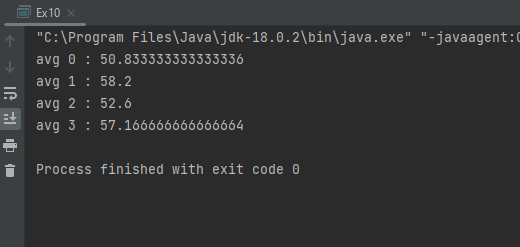 Ex10
"C:\Program Files\Java\jdk-18.0.2\bin\java.exe" "-javaagent:
avg 0 : 50.833333333333336
avg 1 : 58.2
avg 2 : 52.6
avg 3 : 57.166666666666664
Process finished with exit code 0